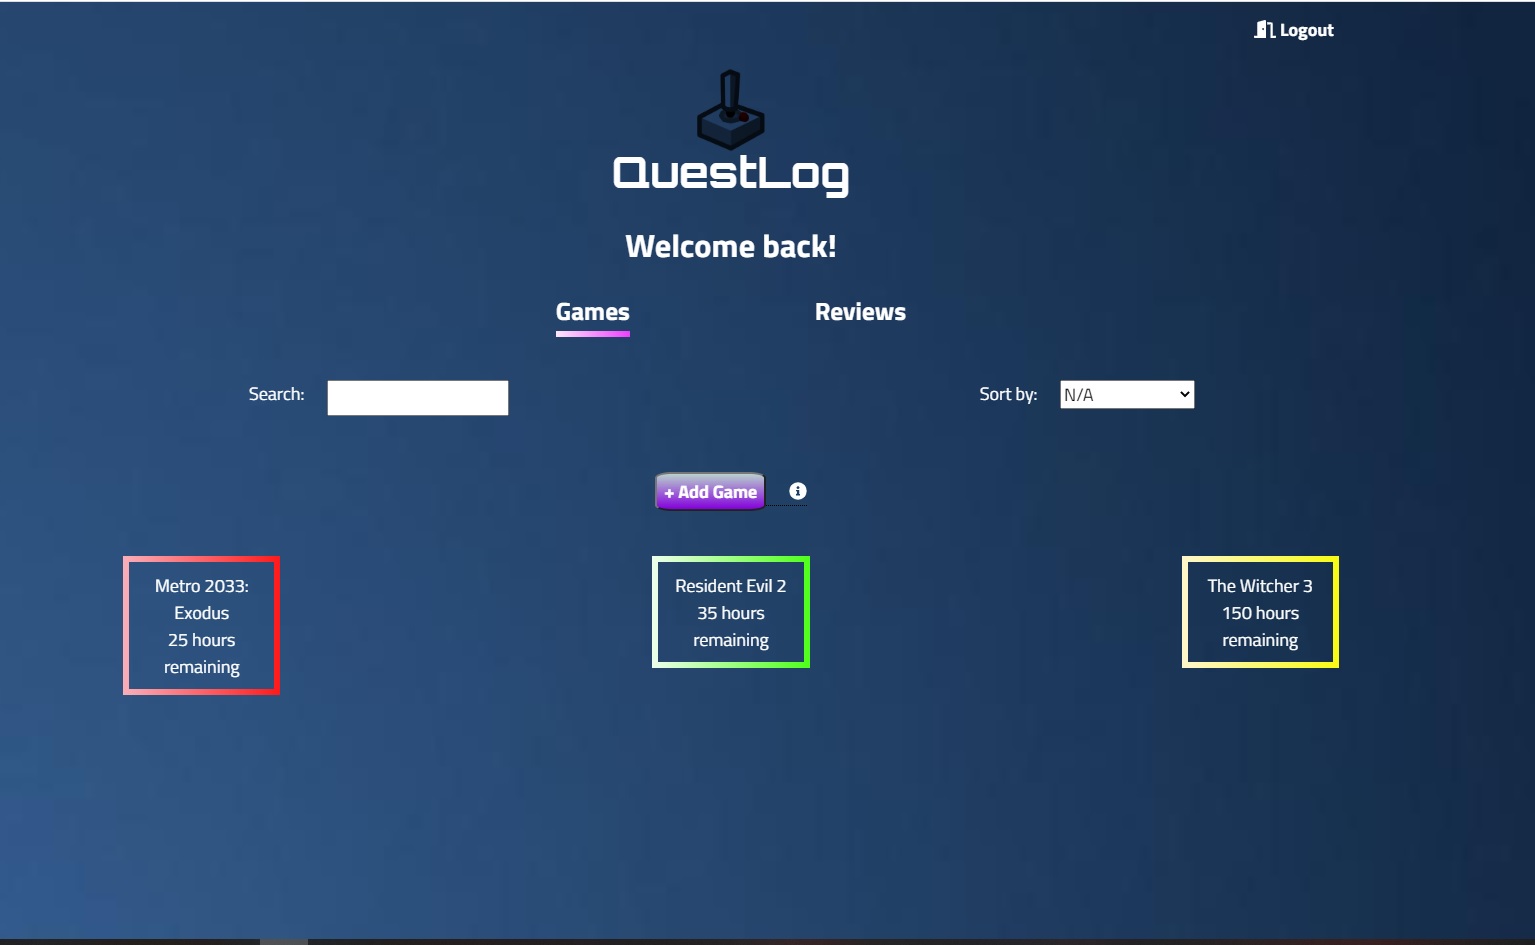 Logout
QuestLog
Welcome back!
Games Reviews
Search: Sort by: N/A
+ Add Game
Metro 2033:
Exodus
25 hours
remaining
Resident Evil 2
35 hours
remaining
The Witcher 3
150 hours
remaining